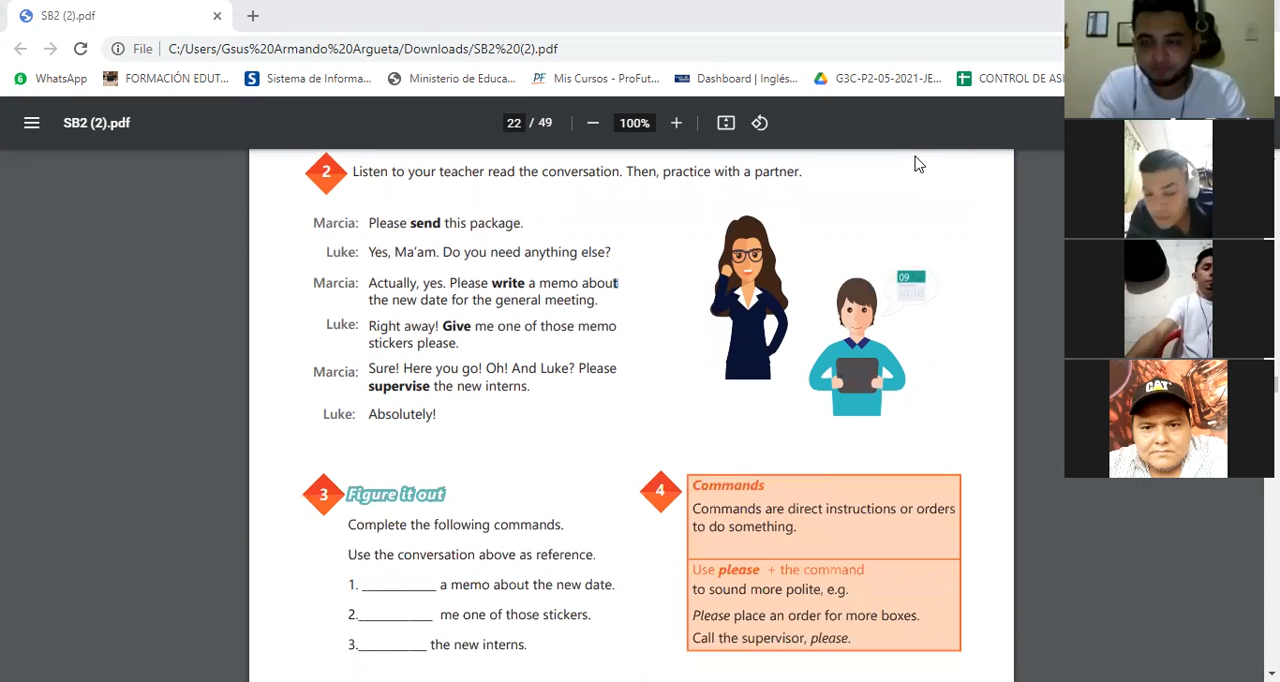 SB2 (2).pdf
File C:/Users/Gsus%20Armando%20Argueta/Downloads/SB2%20(2).pdf
WhatsApp FORMACIÓN EDUT... Sistema de Informa... Ministerio de Educa... Mis Cursos - ProFut... Dashboard | Inglés,... G3C-P2-05-2021-JE... CONTROL DE ASI
SB2 (2).pdf 22 / 49 100%
2 Listen to your teacher read the conversation. Then, practice with a partner.
Marcia: Please send this package.
Luke: Yes, Ma'am. Do you need anything else?
Marcia: Actually, yes. Please write a memo about
the new date for the general meeting.
Luke: Right away! Give me one of those memo
stickers please.
Marcia: Sure! Here you go! Oh! And Luke? Please
supervise the new interns.
Luke: Absolutely!
09
3 Figure it out
Complete the following commands.
Use the conversation above as reference.
1. __________ a memo about the new date.
2.__________ me one of those stickers.
3.__________ the new interns.
4 Commands
Commands are direct instructions or orders
to do something.
Use please + the command
to sound more polite, e.g.
Please place an order for more boxes.
Call the supervisor, please.
CAT